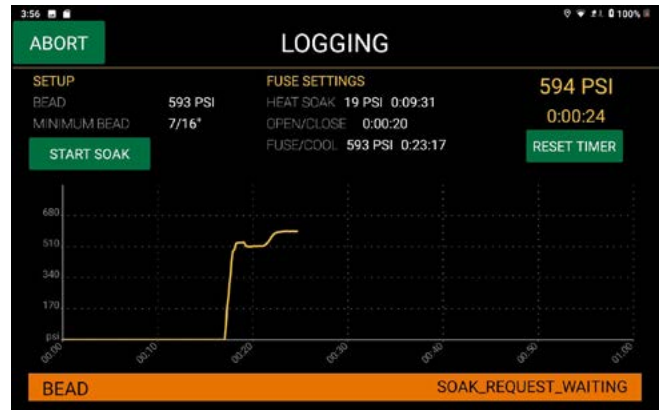 3:56 100%
ABORT
LOGGING
SETUP
BEAD 593 PSI
MINIMUM BEAD 7/16"
START SOAK
FUSE SETTINGS
HEAT SOAK 19 PSI 0:09:31
OPEN/CLOSE 0:00:20
FUSE/COOL 593 PSI 0:23:17
594 PSI
0:00:24
RESET TIMER
680
510
340
170
psi
00:00 00:10 00:20 00:30 00:40 00:50 01:00
BEAD SOAK_REQUEST_WAITING